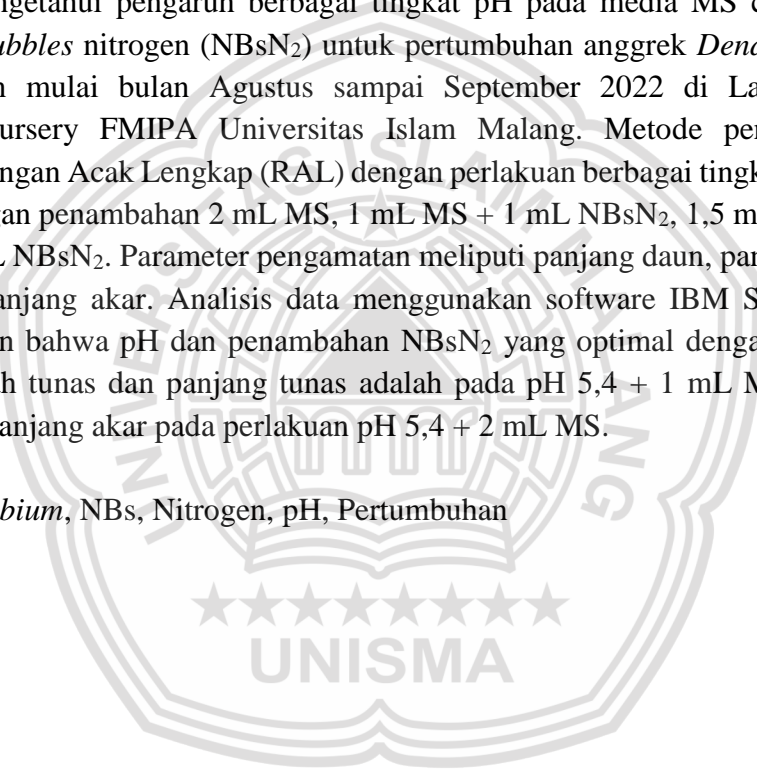 ngetahui pengaruh berbagai tingkat pH pada media MS d
ubbles nitrogen (NBsN₂) untuk pertumbuhan anggrek Dend
n mulai bulan Agustus sampai September 2022 di La
ursery FMIPA Universitas Islam Malang. Metode per
ngan Acak Lengkap (RAL) dengan perlakuan berbagai tingk
gan penambahan 2 mL MS, 1 mL MS + 1 mL NBsN₂, 1,5 m
L NBsN₂. Parameter pengamatan meliputi panjang daun, pan
anjang akar. Analisis data menggunakan software IBM S
n bahwa pH dan penambahan NBsN₂ yang optimal denga
h tunas dan panjang tunas adalah pada pH 5,4 + 1 mL M
anjang akar pada perlakuan pH 5,4 + 2 mL MS.
bium, NBs, Nitrogen, pH, Pertumbuhan
UNIVERSITAS ISLAM MALANG
UNISMA